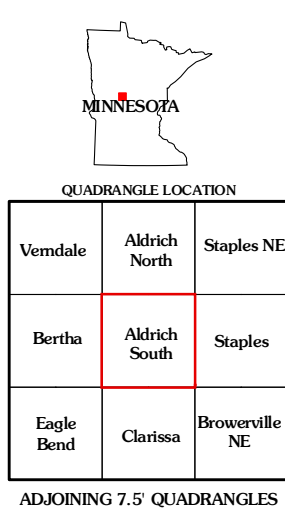 MINNESOTA
QUADRANGLE LOCATION
Verndale
Aldrich
North
Staples NE
Bertha
Aldrich
South
Staples
Eagle
Bend
Clarissa
Browerville
NE
ADJOINING 7.5' QUADRANGLES